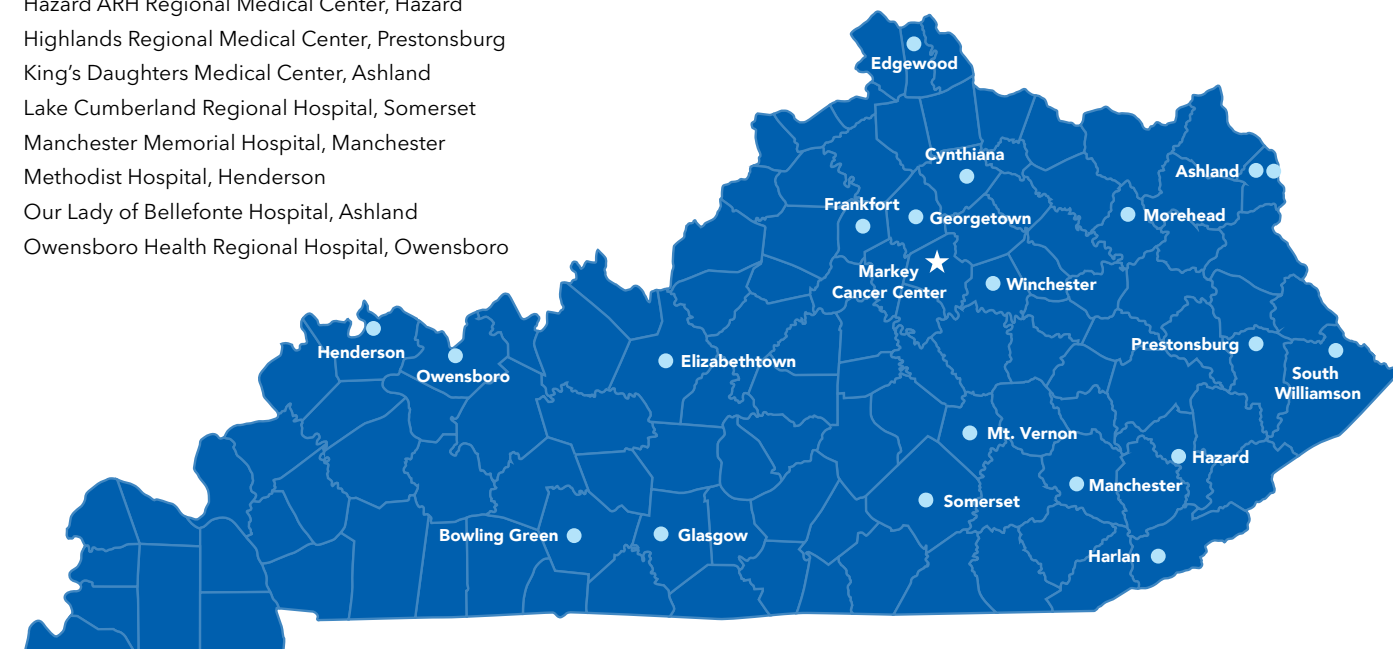 Hazard ARH Regional Medical Center, Hazard
Highlands Regional Medical Center, Prestonsburg
King’s Daughters Medical Center, Ashland
Lake Cumberland Regional Hospital, Somerset
Manchester Memorial Hospital, Manchester
Methodist Hospital, Henderson
Our Lady of Bellefonte Hospital, Ashland
Owensboro Health Regional Hospital, Owensboro
Edgewood
Cynthiana
Ashland
Frankfort
Georgetown
Morehead
Markey
Cancer Center
Winchester
Henderson
Owensboro
Elizabethtown
Prestonsburg
South
Williamson
Mt. Vernon
Hazard
Manchester
Somerset
Bowling Green
Glasgow
Harlan